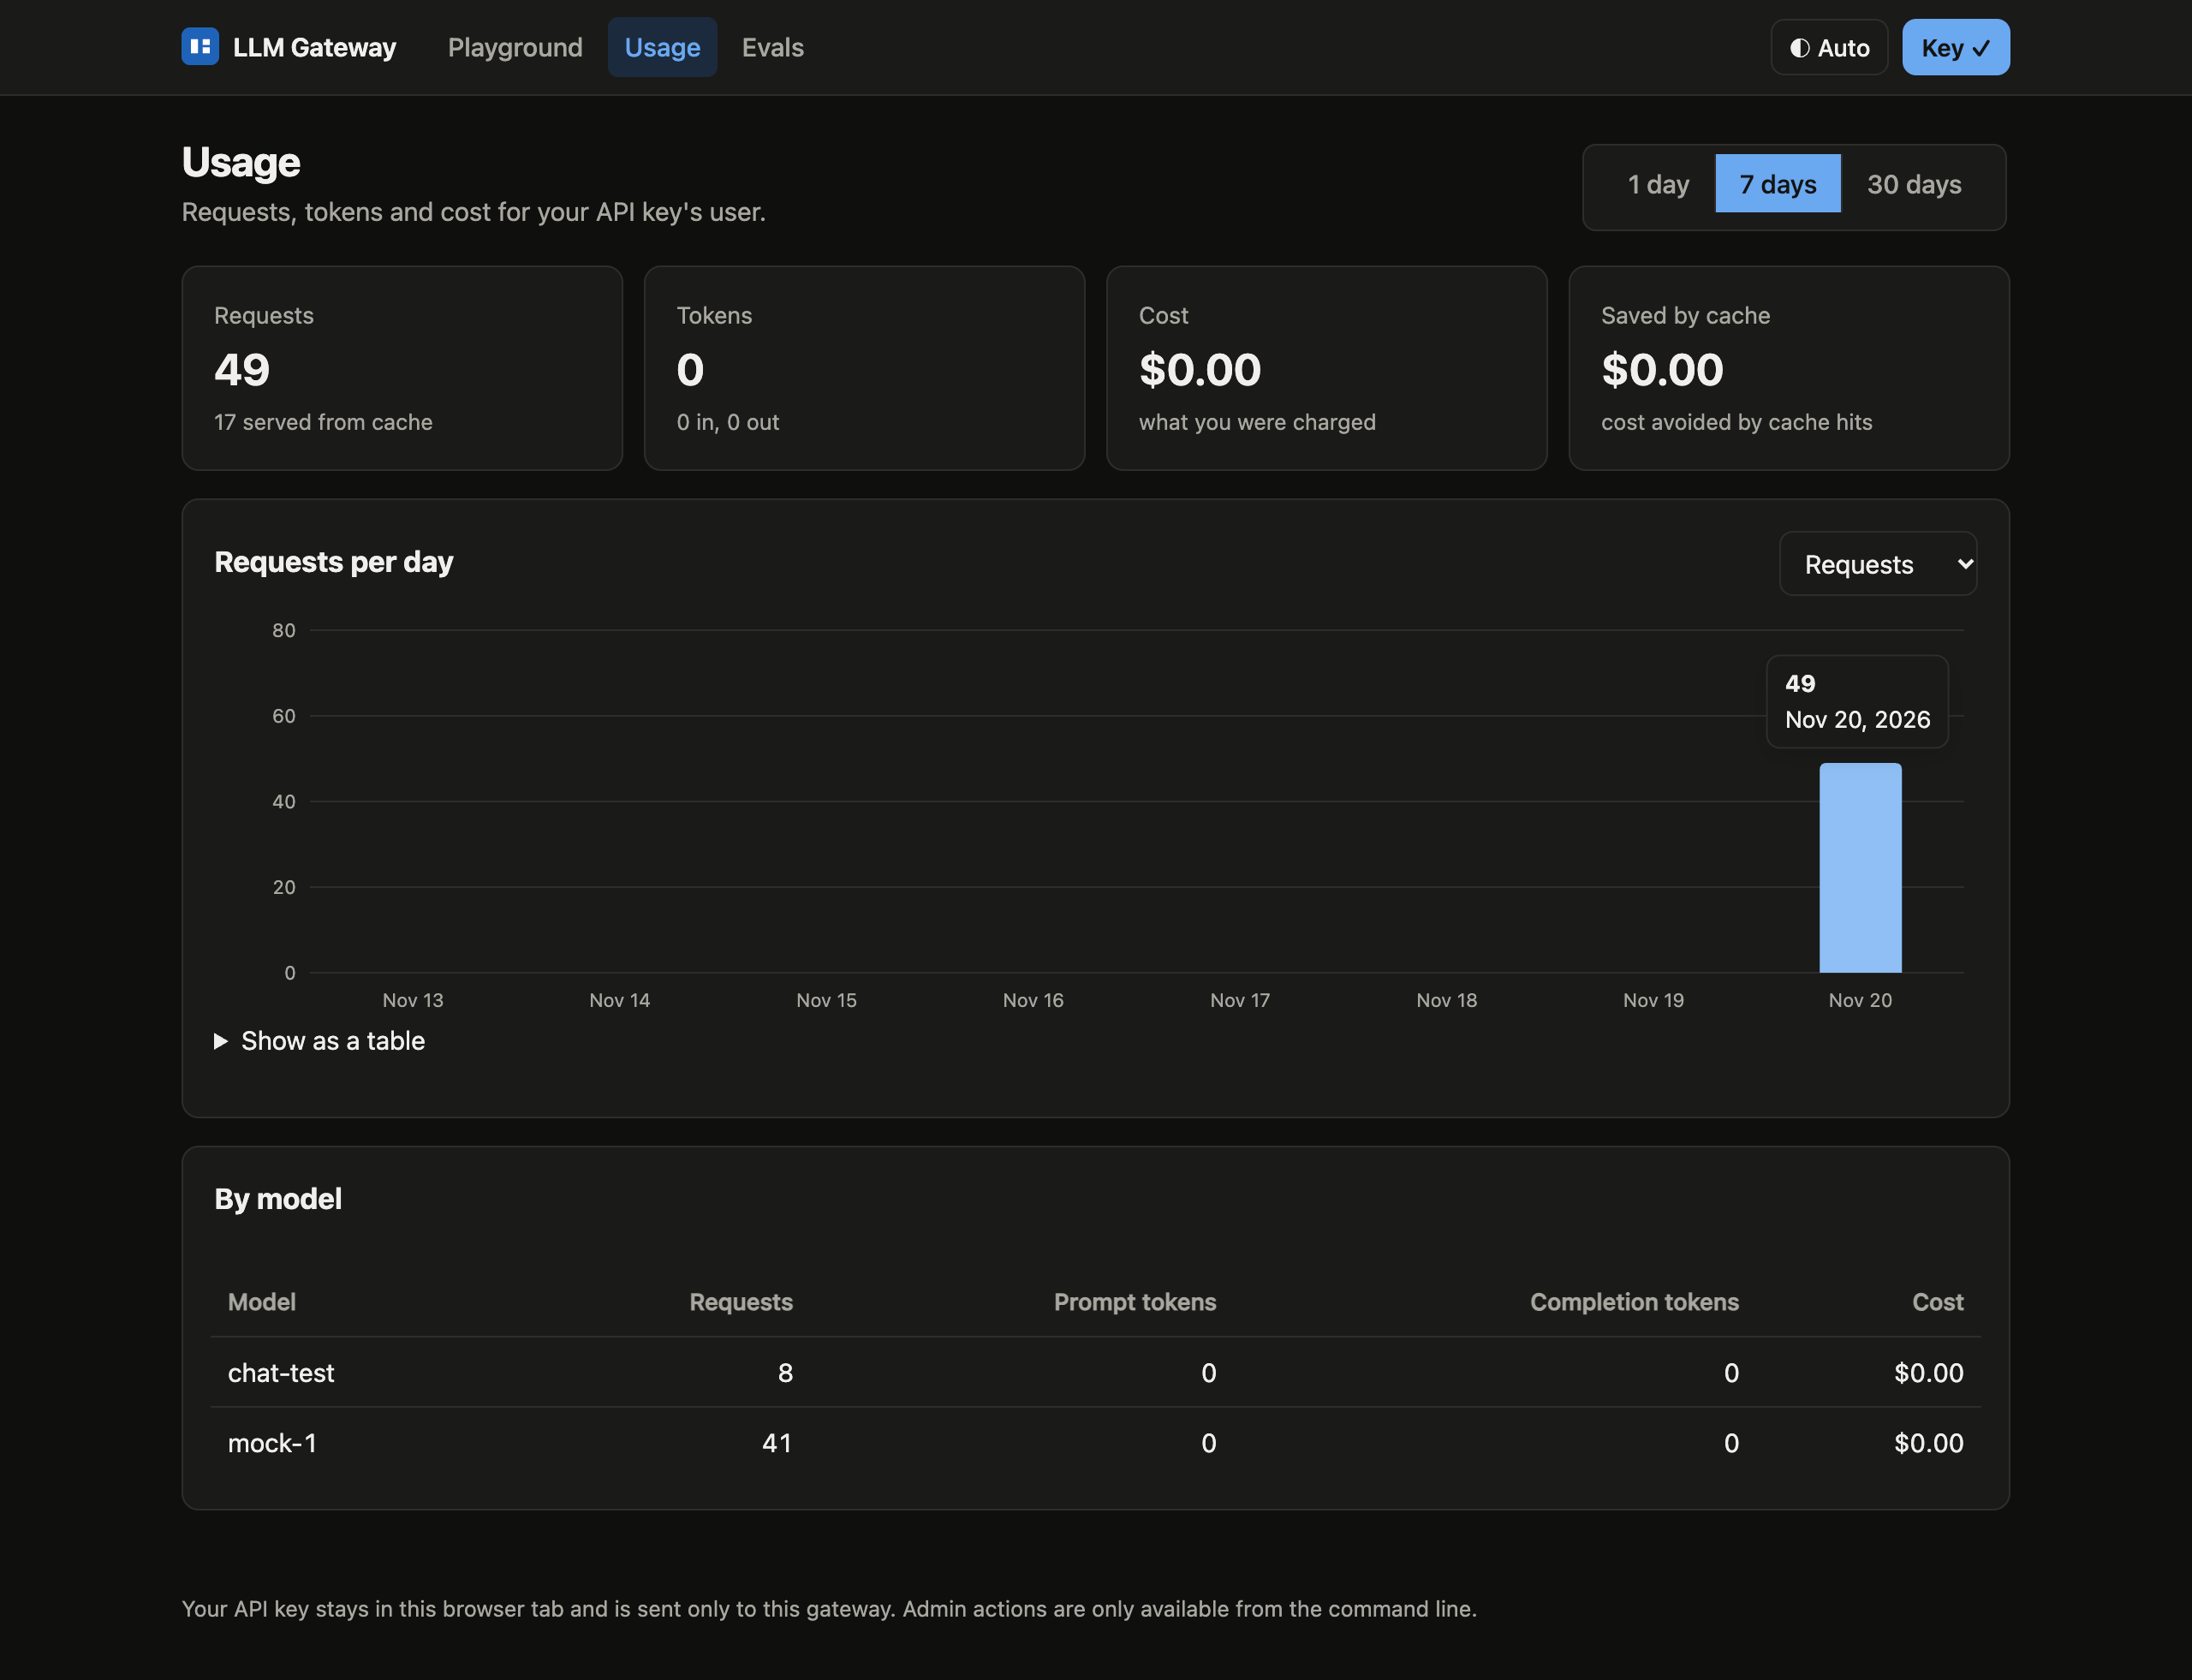 LLM Gateway
Playground
Usage
Evals
Auto
Key ✓
Usage
Requests, tokens and cost for your API key's user.
1 day
7 days
30 days
Requests
49
17 served from cache
Tokens
0
0 in, 0 out
Cost
$0.00
what you were charged
Saved by cache
$0.00
cost avoided by cache hits
Requests per day
Requests
80
60
40
20
0
49
Nov 20, 2026
Nov 13 Nov 14 Nov 15 Nov 16 Nov 17 Nov 18 Nov 19 Nov 20
Show as a table
By model
Model Requests Prompt tokens Completion tokens Cost
chat-test 8 0 0 $0.00
mock-1 41 0 0 $0.00
Your API key stays in this browser tab and is sent only to this gateway. Admin actions are only available from the command line.